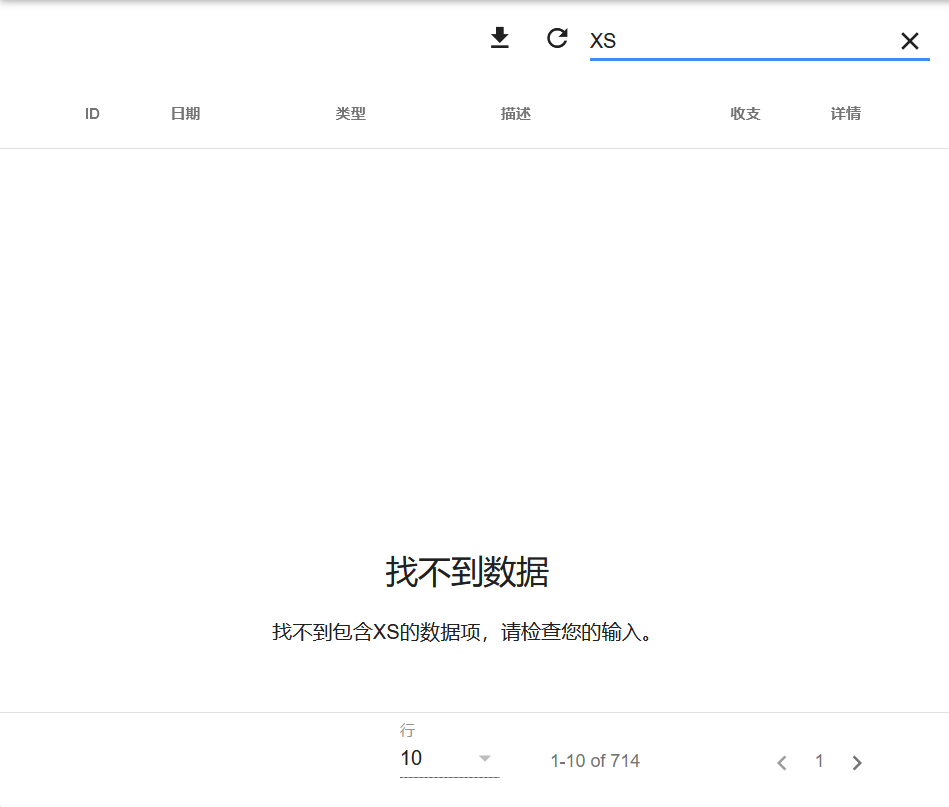 XS
ID 日期 类型 描述 收支 详情
找不到数据
找不到包含XS的数据项，请检查您的输入。
行
10 1-10 of 714 1